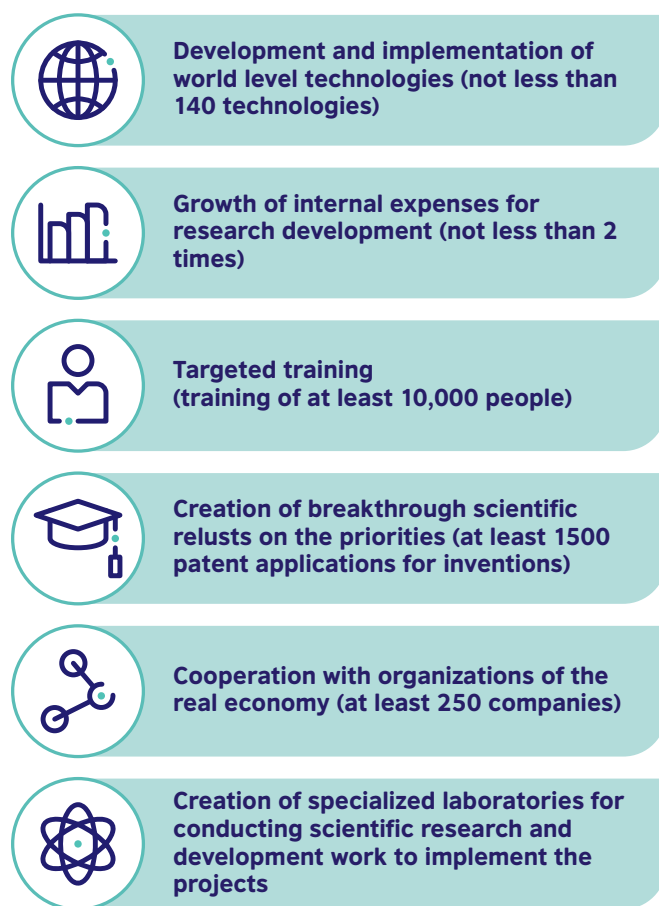 Development and implementation of
world level technologies (not less than
140 technologies)
Growth of internal expenses for
research development (not less than 2
times)
Targeted training
(training of at least 10,000 people)
Creation of breakthrough scientific
relusts on the priorities (at least 1500
patent applications for inventions)
Cooperation with organizations of the
real economy (at least 250 companies)
Creation of specialized laboratories for
conducting scientific research and
development work to implement the
projects